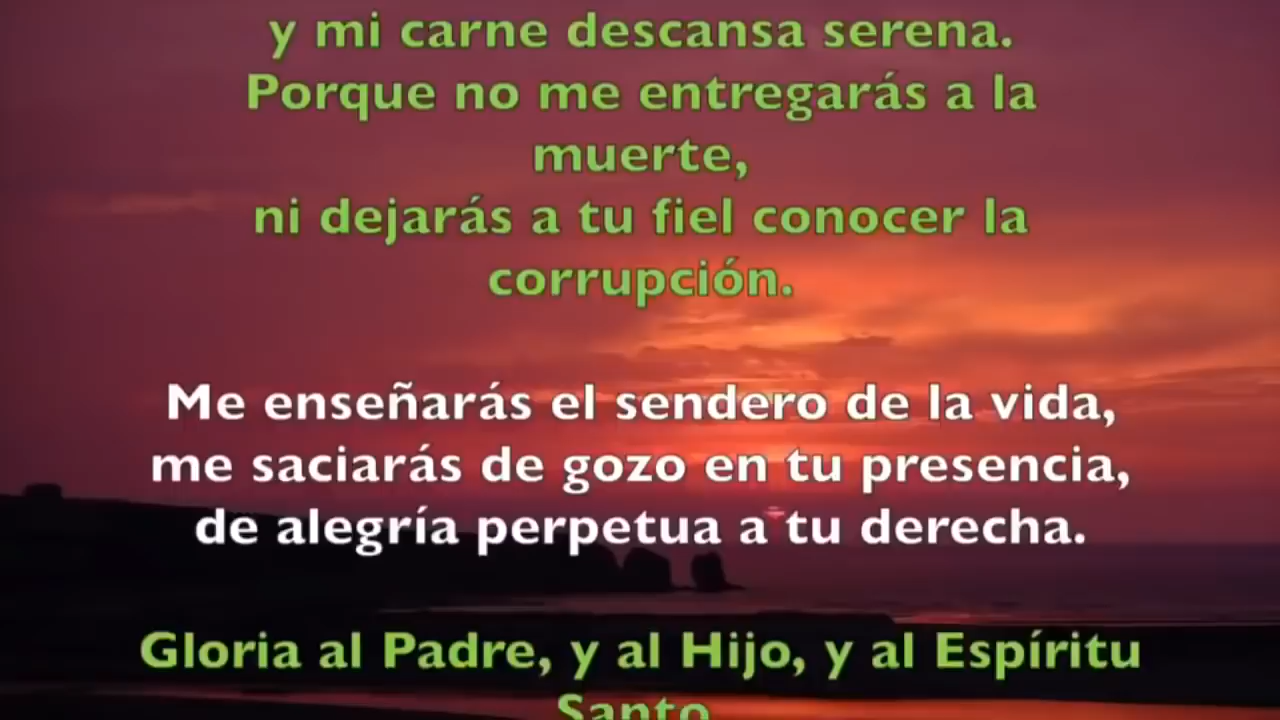 y mi carne descansa serena.
Porque no me entregarás a la
muerte,
ni dejarás a tu fiel conocer la
corrupción.
Me enseñarás el sendero de la vida,
me saciarás de gozo en tu presencia,
de alegría perpetua a tu derecha.
Gloria al Padre, y al Hijo, y al Espíritu
Santo.